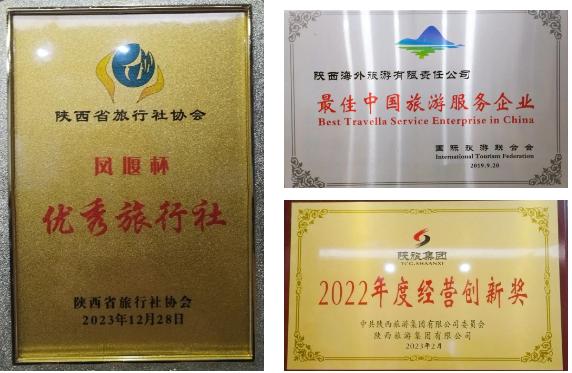 陕西省旅行社协会
凤堰杯
优秀旅行社
陕西省旅行社协会
2023年12月28日
陕西海外旅游有限责任公司
最佳中国旅游服务企业
Best Travella Service Enterprise in China
国际旅游联合会
International Tourism Federation
2019.9.20
陕旅集团
TCG.SHAANXI
2022年度经营创新奖
中共陕西旅游集团有限公司委员会
陕西旅游集团有限公司
2023年2月